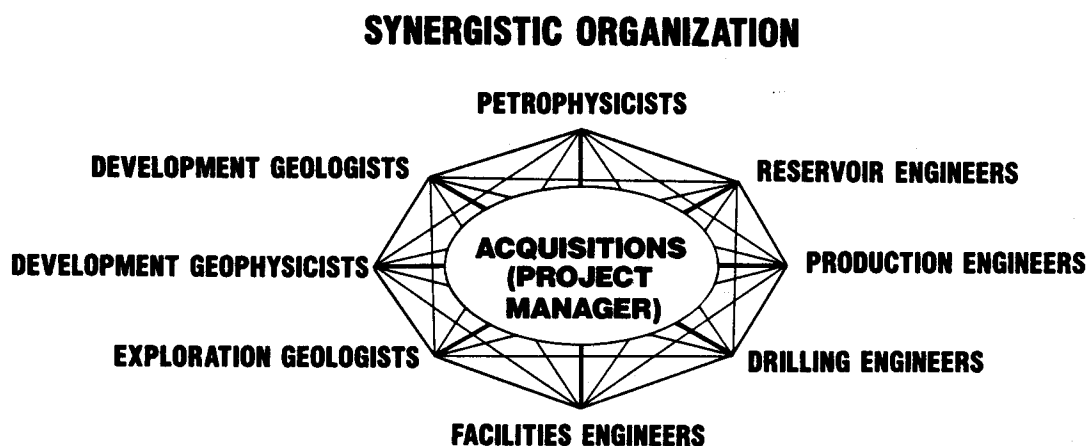 SYNERGISTIC ORGANIZATION
PETROPHYSICISTS
DEVELOPMENT GEOLOGISTS
RESERVOIR ENGINEERS
ACQUISITIONS
(PROJECT
MANAGER)
DEVELOPMENT GEOPHYSICISTS
PRODUCTION ENGINEERS
EXPLORATION GEOLOGISTS
DRILLING ENGINEERS
FACILITIES ENGINEERS